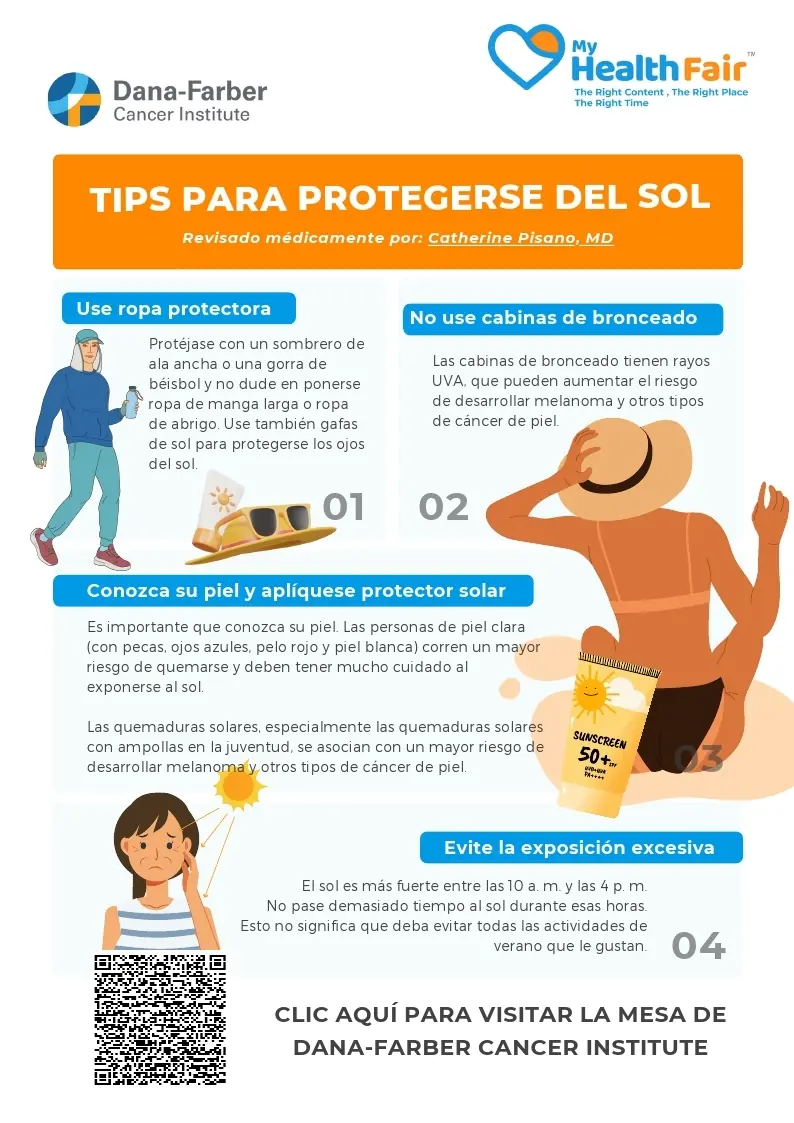 Dana-Farber
Cancer Institute
My
HealthFair™
The Right Content , The Right Place
The Right Time
TIPS PARA PROTEGERSE DEL SOL
Revisado médicamente por: Catherine Pisano, MD
Use ropa protectora
Protéjase con un sombrero de
ala ancha o una gorra de
béisbol y no dude en ponerse
ropa de manga larga o ropa
de abrigo. Use también gafas
de sol para protegerse los ojos
del sol.
01
No use cabinas de bronceado
Las cabinas de bronceado tienen rayos
UVA, que pueden aumentar el riesgo
de desarrollar melanoma y otros tipos
de cáncer de piel.
02
Conozca su piel y aplíquese protector solar
Es importante que conozca su piel. Las personas de piel clara
(con pecas, ojos azules, pelo rojo y piel blanca) corren un mayor
riesgo de quemarse y deben tener mucho cuidado al
exponerse al sol.
Las quemaduras solares, especialmente las quemaduras solares
con ampollas en la juventud, se asocian con un mayor riesgo de
desarrollar melanoma y otros tipos de cáncer de piel.
SUNSCREEN
50+ SPF
UVA+UVB
PA++++
03
Evite la exposición excesiva
El sol es más fuerte entre las 10 a. m. y las 4 p. m.
No pase demasiado tiempo al sol durante esas horas.
Esto no significa que deba evitar todas las actividades de
verano que le gustan.
04
CLIC AQUÍ PARA VISITAR LA MESA DE
DANA-FARBER CANCER INSTITUTE